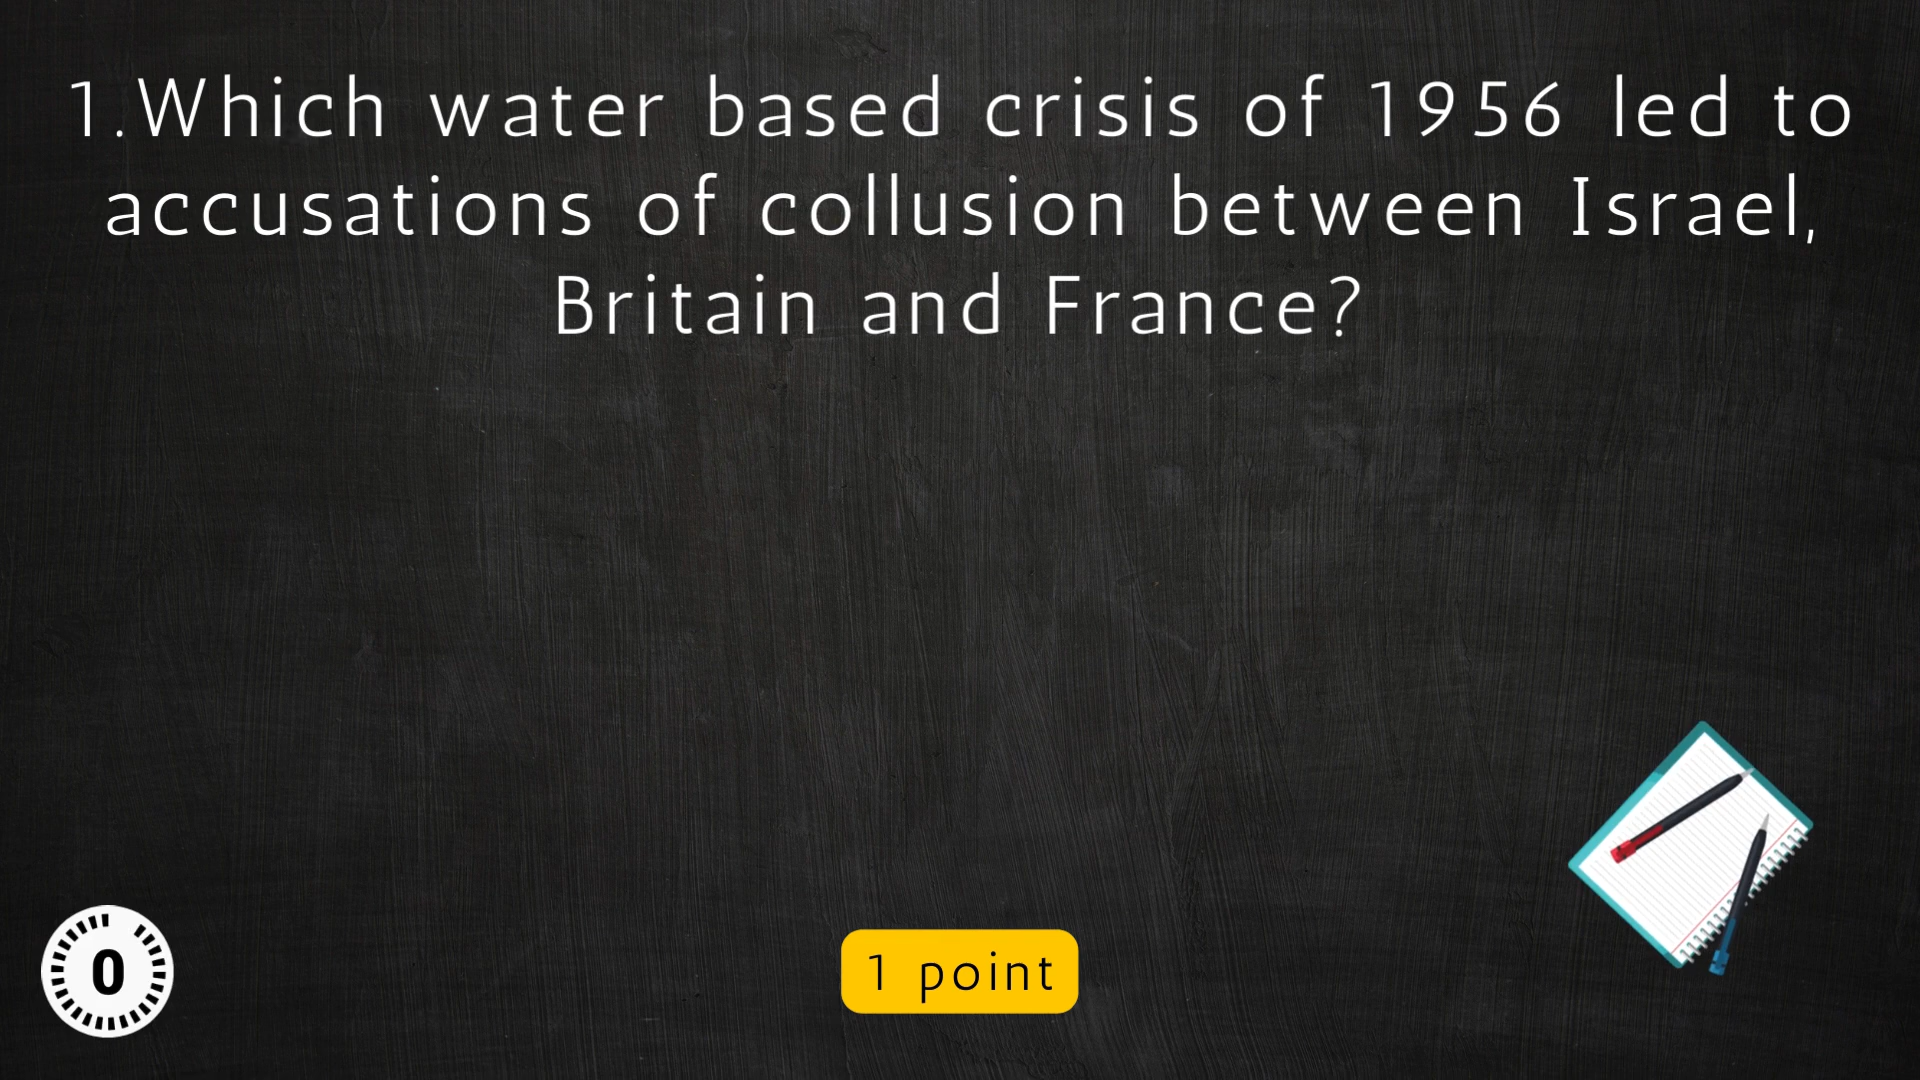 1.Which water based crisis of 1956 led to
accusations of collusion between Israel,
Britain and France?
0
1 point